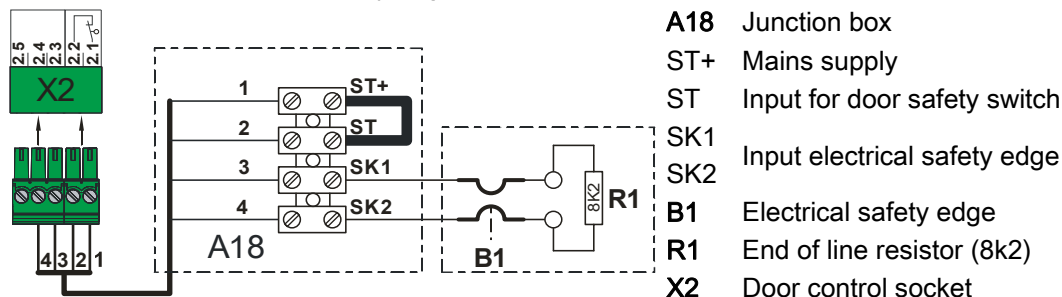 2.5
2.4
2.3
2.2
2.1
X2
4 3 2 1
1 ST+
2 ST
3 SK1
4 SK2
A18
8K2
R1
B1
A18 Junction box
ST+ Mains supply
ST Input for door safety switch
SK1
SK2
Input electrical safety edge
B1 Electrical safety edge
R1 End of line resistor (8k2)
X2 Door control socket